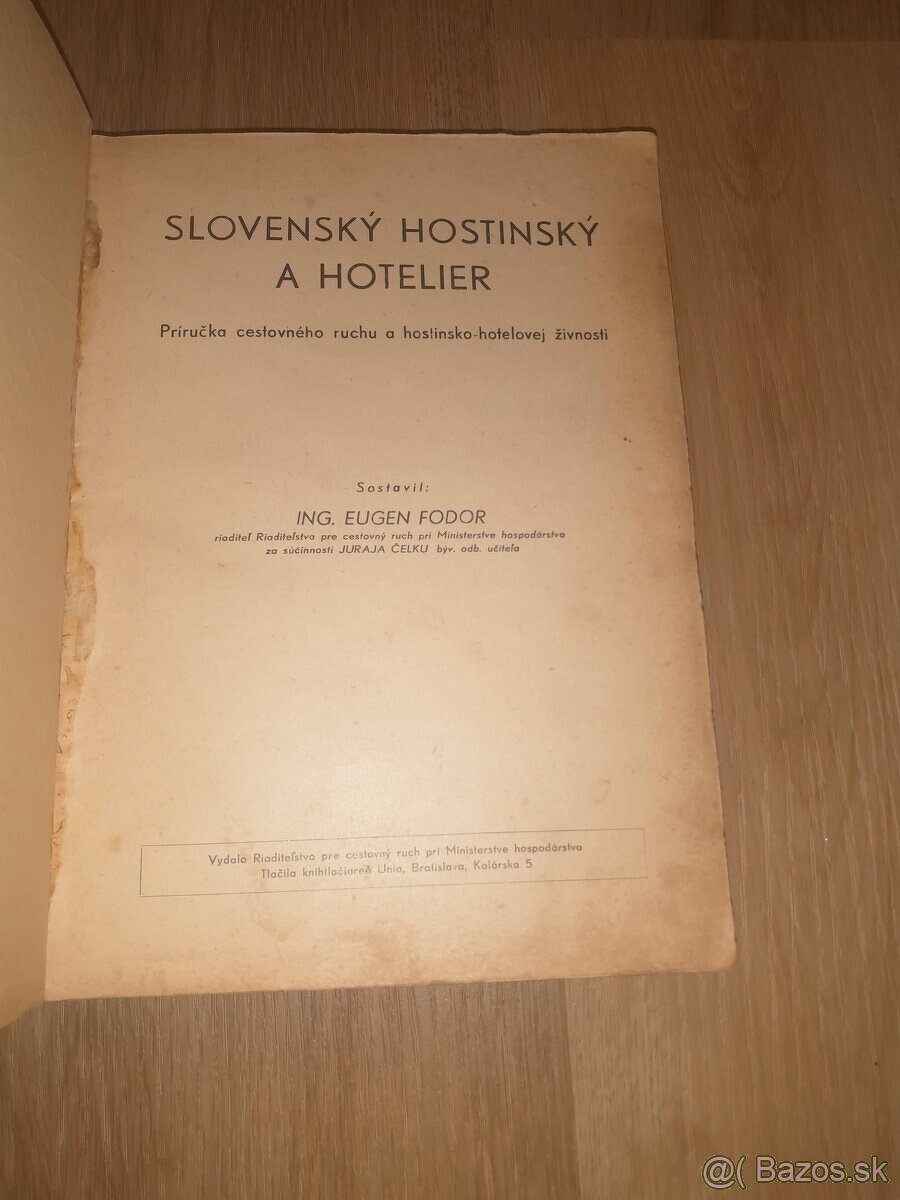 SLOVENSKÝ HOSTINSKÝ
A HOTELIER
Príručka cestovného ruchu a hostinsko-hotelovej živnosti
Sostavil:
ING. EUGEN FODOR
riaditeľ Riaditeľstva pre cestovný ruch pri Ministerstve hospodárstva
za súčinnosti JURAJA ČELKU býv. odb. učiteľa
Vydalo Riaditeľstvo pre cestovný ruch pri Ministerstve hospodárstva
Tlačila kníhtlačiareň Unia, Bratislava, Kolárska 5
@( Bazos.sk